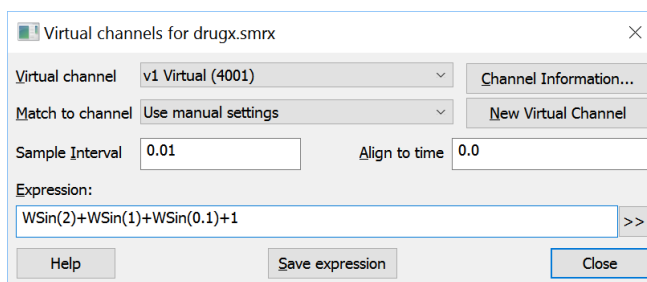 Virtual channels for drugx.smrx
Virtual channel v1 Virtual (4001) Channel Information...
Match to channel Use manual settings New Virtual Channel
Sample Interval 0.01 Align to time 0.0
Expression:
WSin(2)+WSin(1)+WSin(0.1)+1 >>
Help Save expression Close